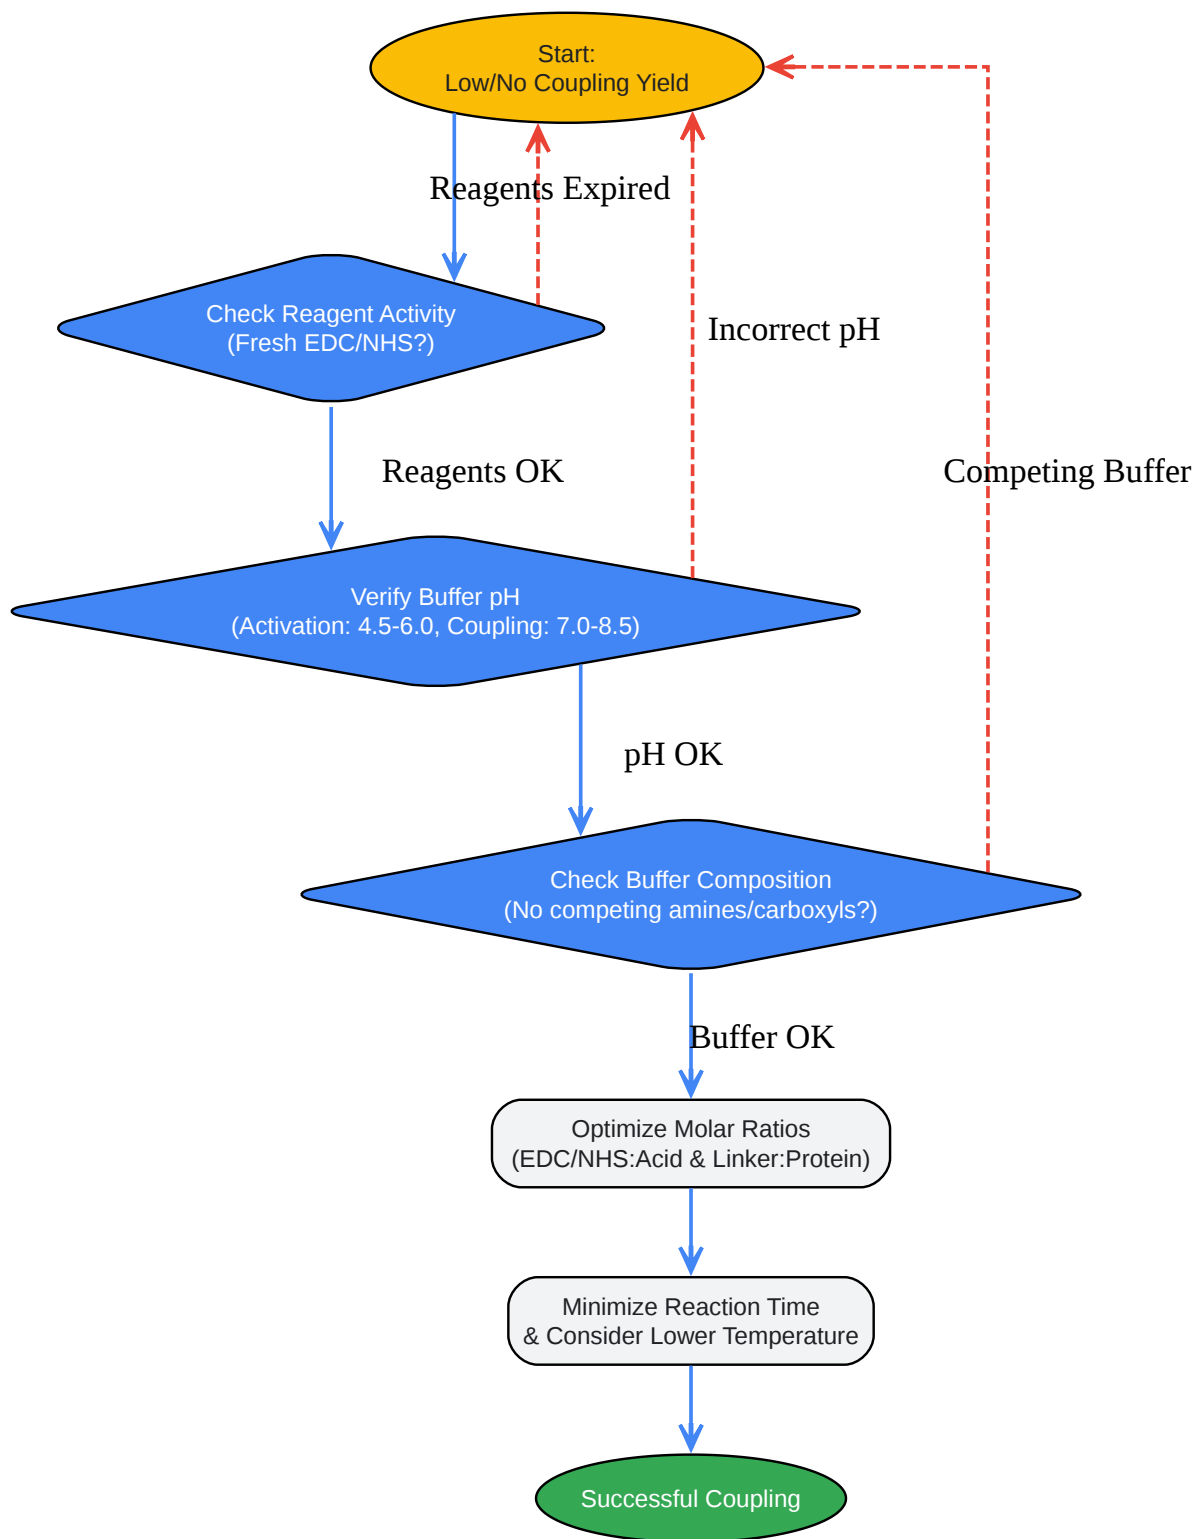 Start:
Low/No Coupling Yield
Reagents Expired
Check Reagent Activity
(Fresh EDC/NHS?)
Incorrect pH
Reagents OK
Competing Buffer
Verify Buffer pH
(Activation: 4.5-6.0, Coupling: 7.0-8.5)
pH OK
Check Buffer Composition
(No competing amines/carboxyls?)
Buffer OK
Optimize Molar Ratios
(EDC/NHS:Acid & Linker:Protein)
Minimize Reaction Time
& Consider Lower Temperature
Successful Coupling